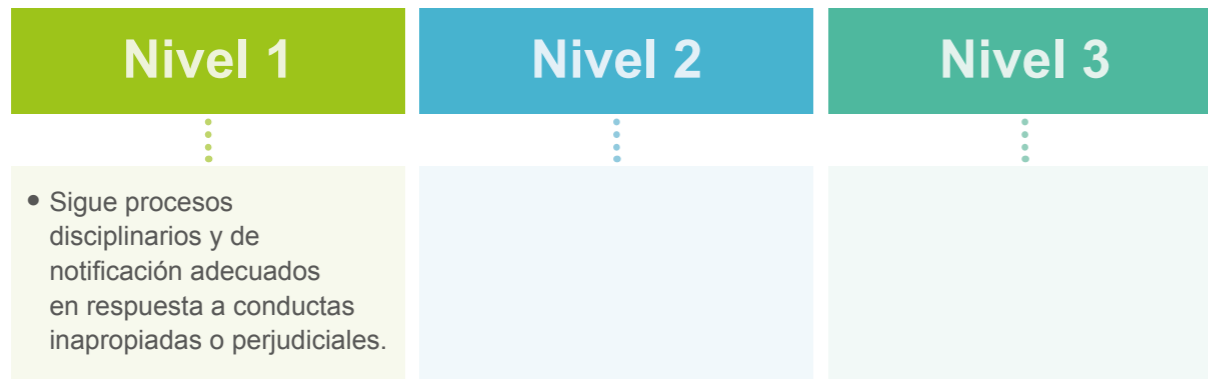 Nivel 1
Nivel 2
Nivel 3
• Sigue procesos
disciplinarios y de
notificación adecuados
en respuesta a conductas
inapropiadas o perjudiciales.